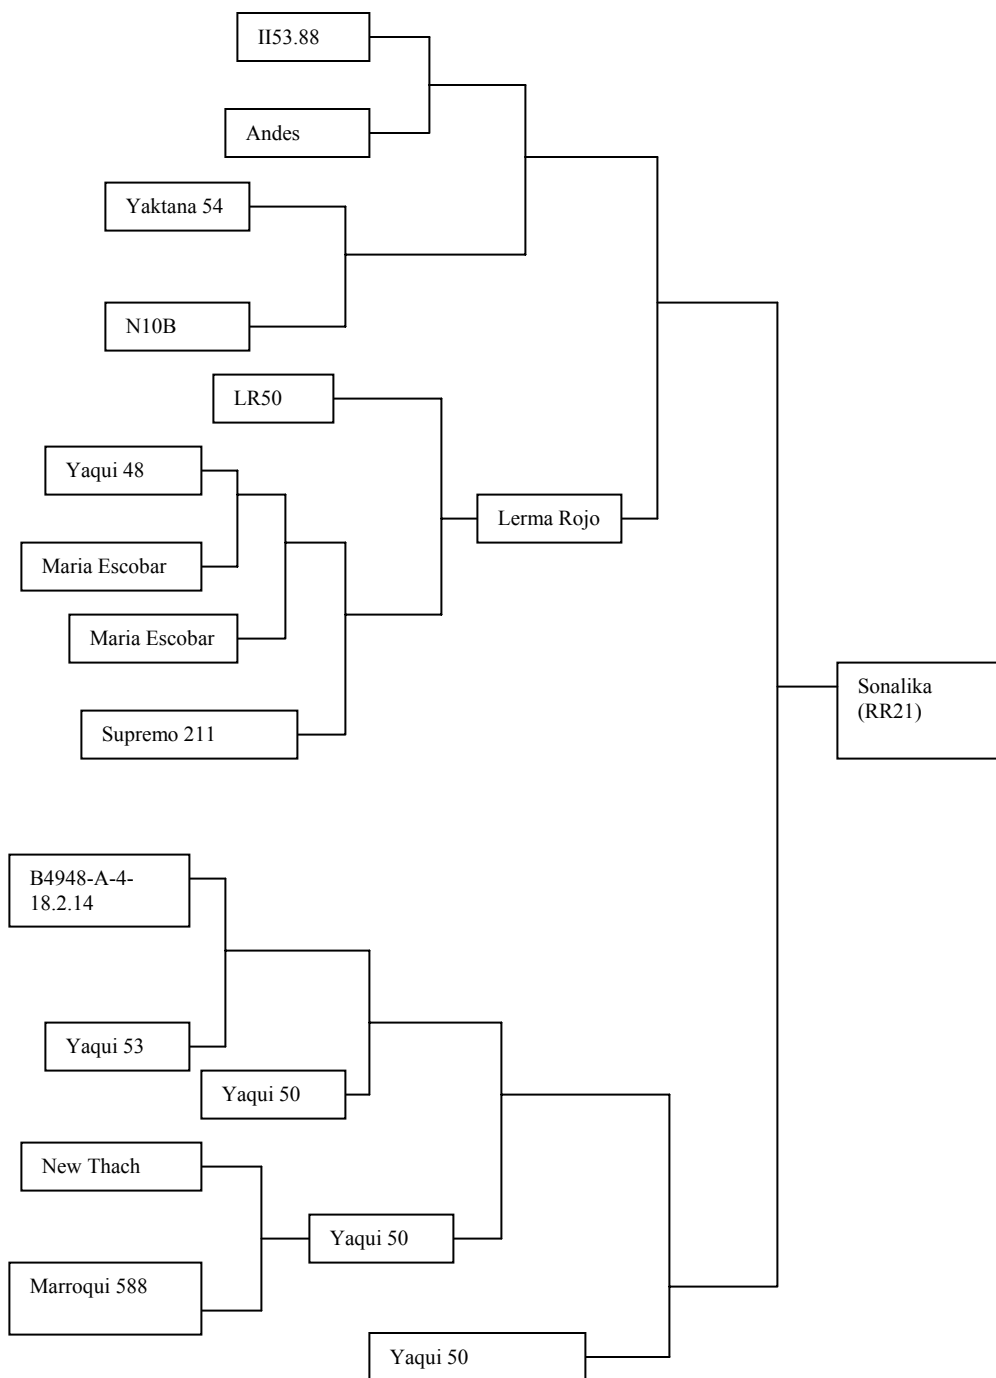 II53.88
Andes
Yaktana 54
N10B
LR50
Yaqui 48
Lerma Rojo
Maria Escobar
Maria Escobar
Sonalika
(RR21)
Supremo 211
B4948-A-4-
18.2.14
Yaqui 53
Yaqui 50
New Thach
Yaqui 50
Marroqui 588
Yaqui 50